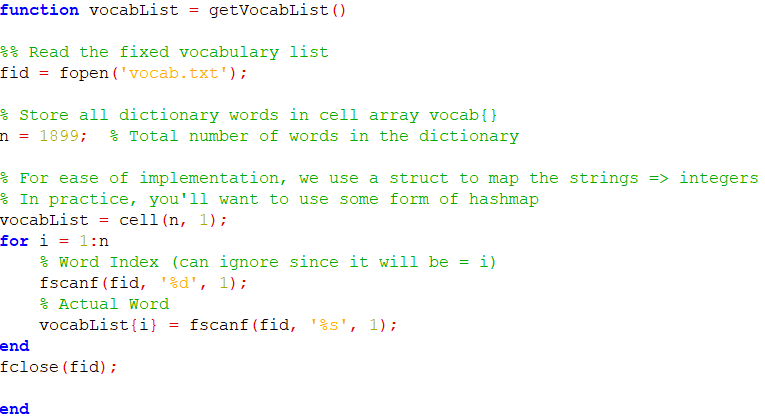 function vocabList = getVocabList()
%% Read the fixed vocabulary list
fid = fopen('vocab.txt');
% Store all dictionary words in cell array vocab{}
n = 1899;  % Total number of words in the dictionary
% For ease of implementation, we use a struct to map the strings => integers
% In practice, you'll want to use some form of hashmap
vocabList = cell(n, 1);
for i = 1:n
    % Word Index (can ignore since it will be = i)
    fscanf(fid, '%d', 1);
    % Actual Word
    vocabList{i} = fscanf(fid, '%s', 1);
end
fclose(fid);
end